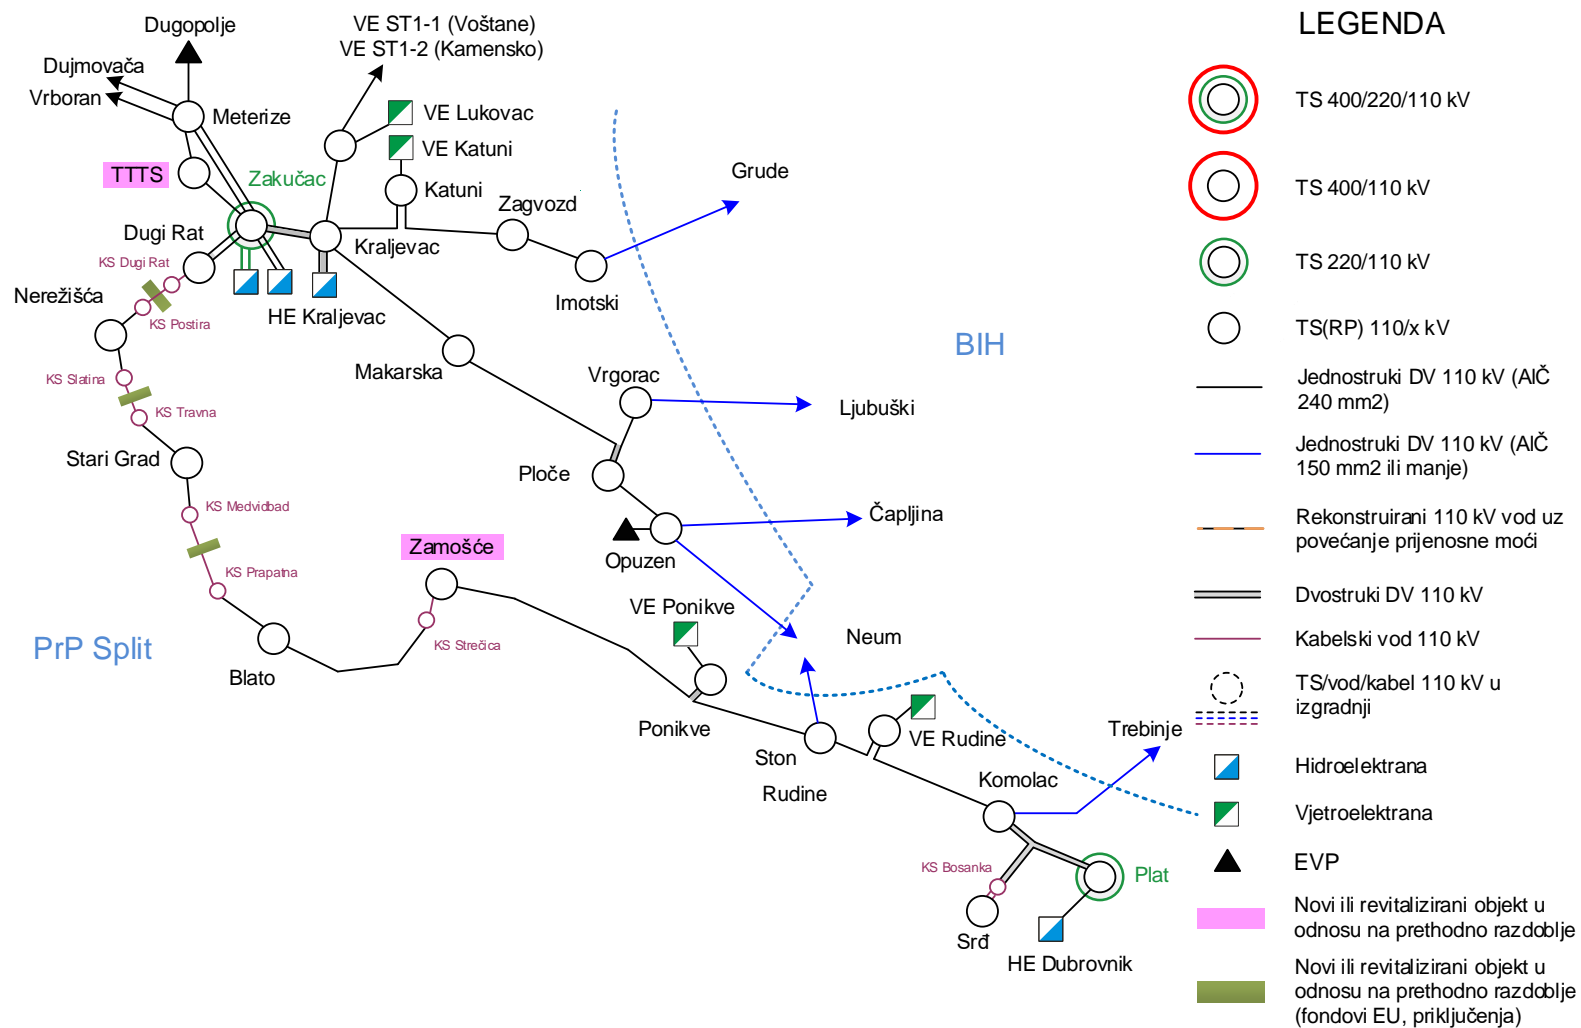 Dugopolje
VE ST1-1 (Voštane)
VE ST1-2 (Kamensko)
Dujmovača
Vrboran
Meterize
VE Lukovac
VE Katuni
TTTS
Zakučac
Katuni
Zagvozd
Grude
Dugi Rat
Kraljevac
KS Dugi Rat
Nerežišća
KS Postira
HE Kraljevac
Imotski
BIH
Makarska
Vrgorac
KS Slatina
KS Travna
Ljubuški
Stari Grad
Ploče
KS Medvidbad
Čapljina
Zamošće
Opuzen
KS Prapatna
VE Ponikve
PrP Split
KS Strečica
Neum
Blato
Ponikve
Ston
VE Rudine
Trebinje
Rudine
Komolac
KS Bosanka
Plat
Srđ
HE Dubrovnik
LEGENDA
TS 400/220/110 kV
TS 400/110 kV
TS 220/110 kV
TS(RP) 110/x kV
Jednostruki DV 110 kV (AlČ
240 mm2)
Jednostruki DV 110 kV (AlČ
150 mm2 ili manje)
Rekonstruirani 110 kV vod uz
povećanje prijenosne moći
Dvostruki DV 110 kV
Kabelski vod 110 kV
TS/vod/kabel 110 kV u
izgradnji
Hidroelektrana
Vjetroelektrana
EVP
Novi ili revitalizirani objekt u
odnosu na prethodno razdoblje
Novi ili revitalizirani objekt u
odnosu na prethodno razdoblje
(fondovi EU, priključenja)